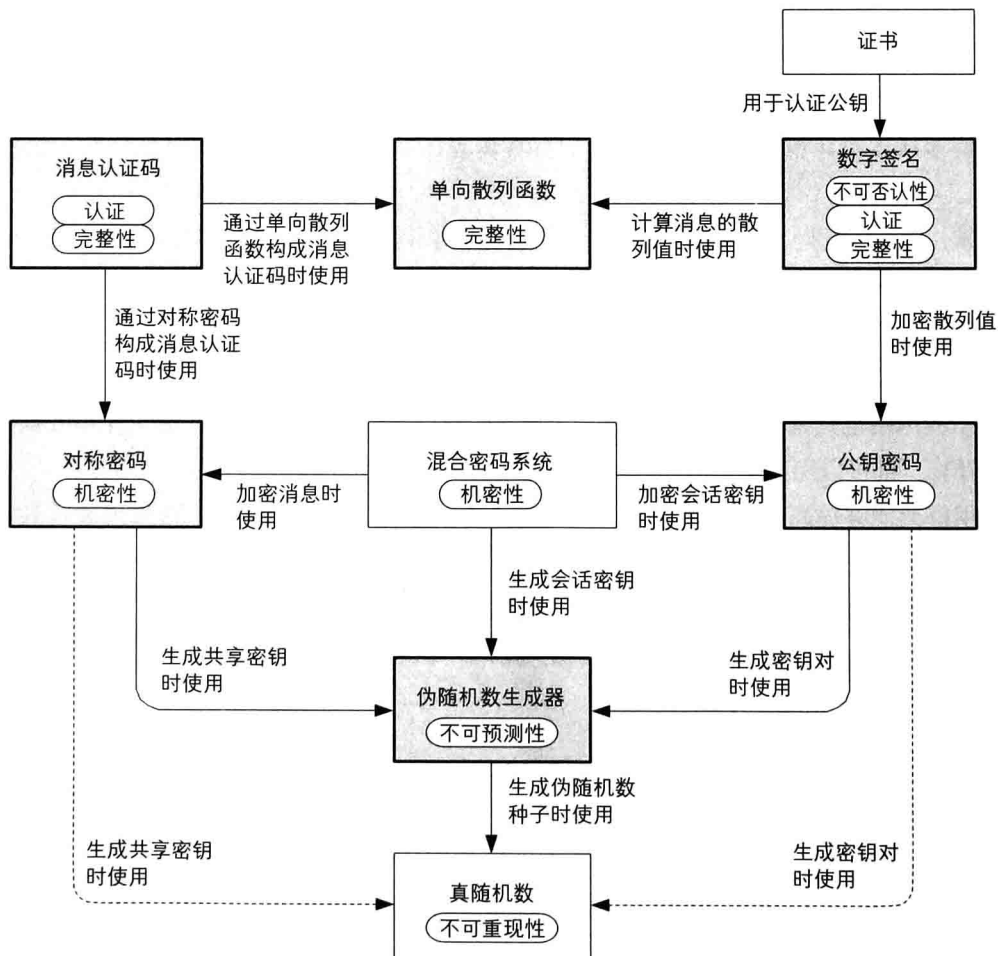 证书
用于认证公钥
消息认证码
认证
完整性
通过单向散列
函数构成消息
认证码时使用
单向散列函数
完整性
计算消息的散
列值时使用
数字签名
不可否认性
认证
完整性
通过对称密码
构成消息认证
码时使用
加密散列值
时使用
对称密码
机密性
加密消息时
使用
混合密码系统
机密性
加密会话密钥
时使用
公钥密码
机密性
生成会话密钥
时使用
生成共享密钥
时使用
伪随机数生成器
不可预测性
生成密钥对
时使用
生成伪随机数
种子时使用
生成共享密钥
时使用
真随机数
不可重现性
生成密钥对
时使用